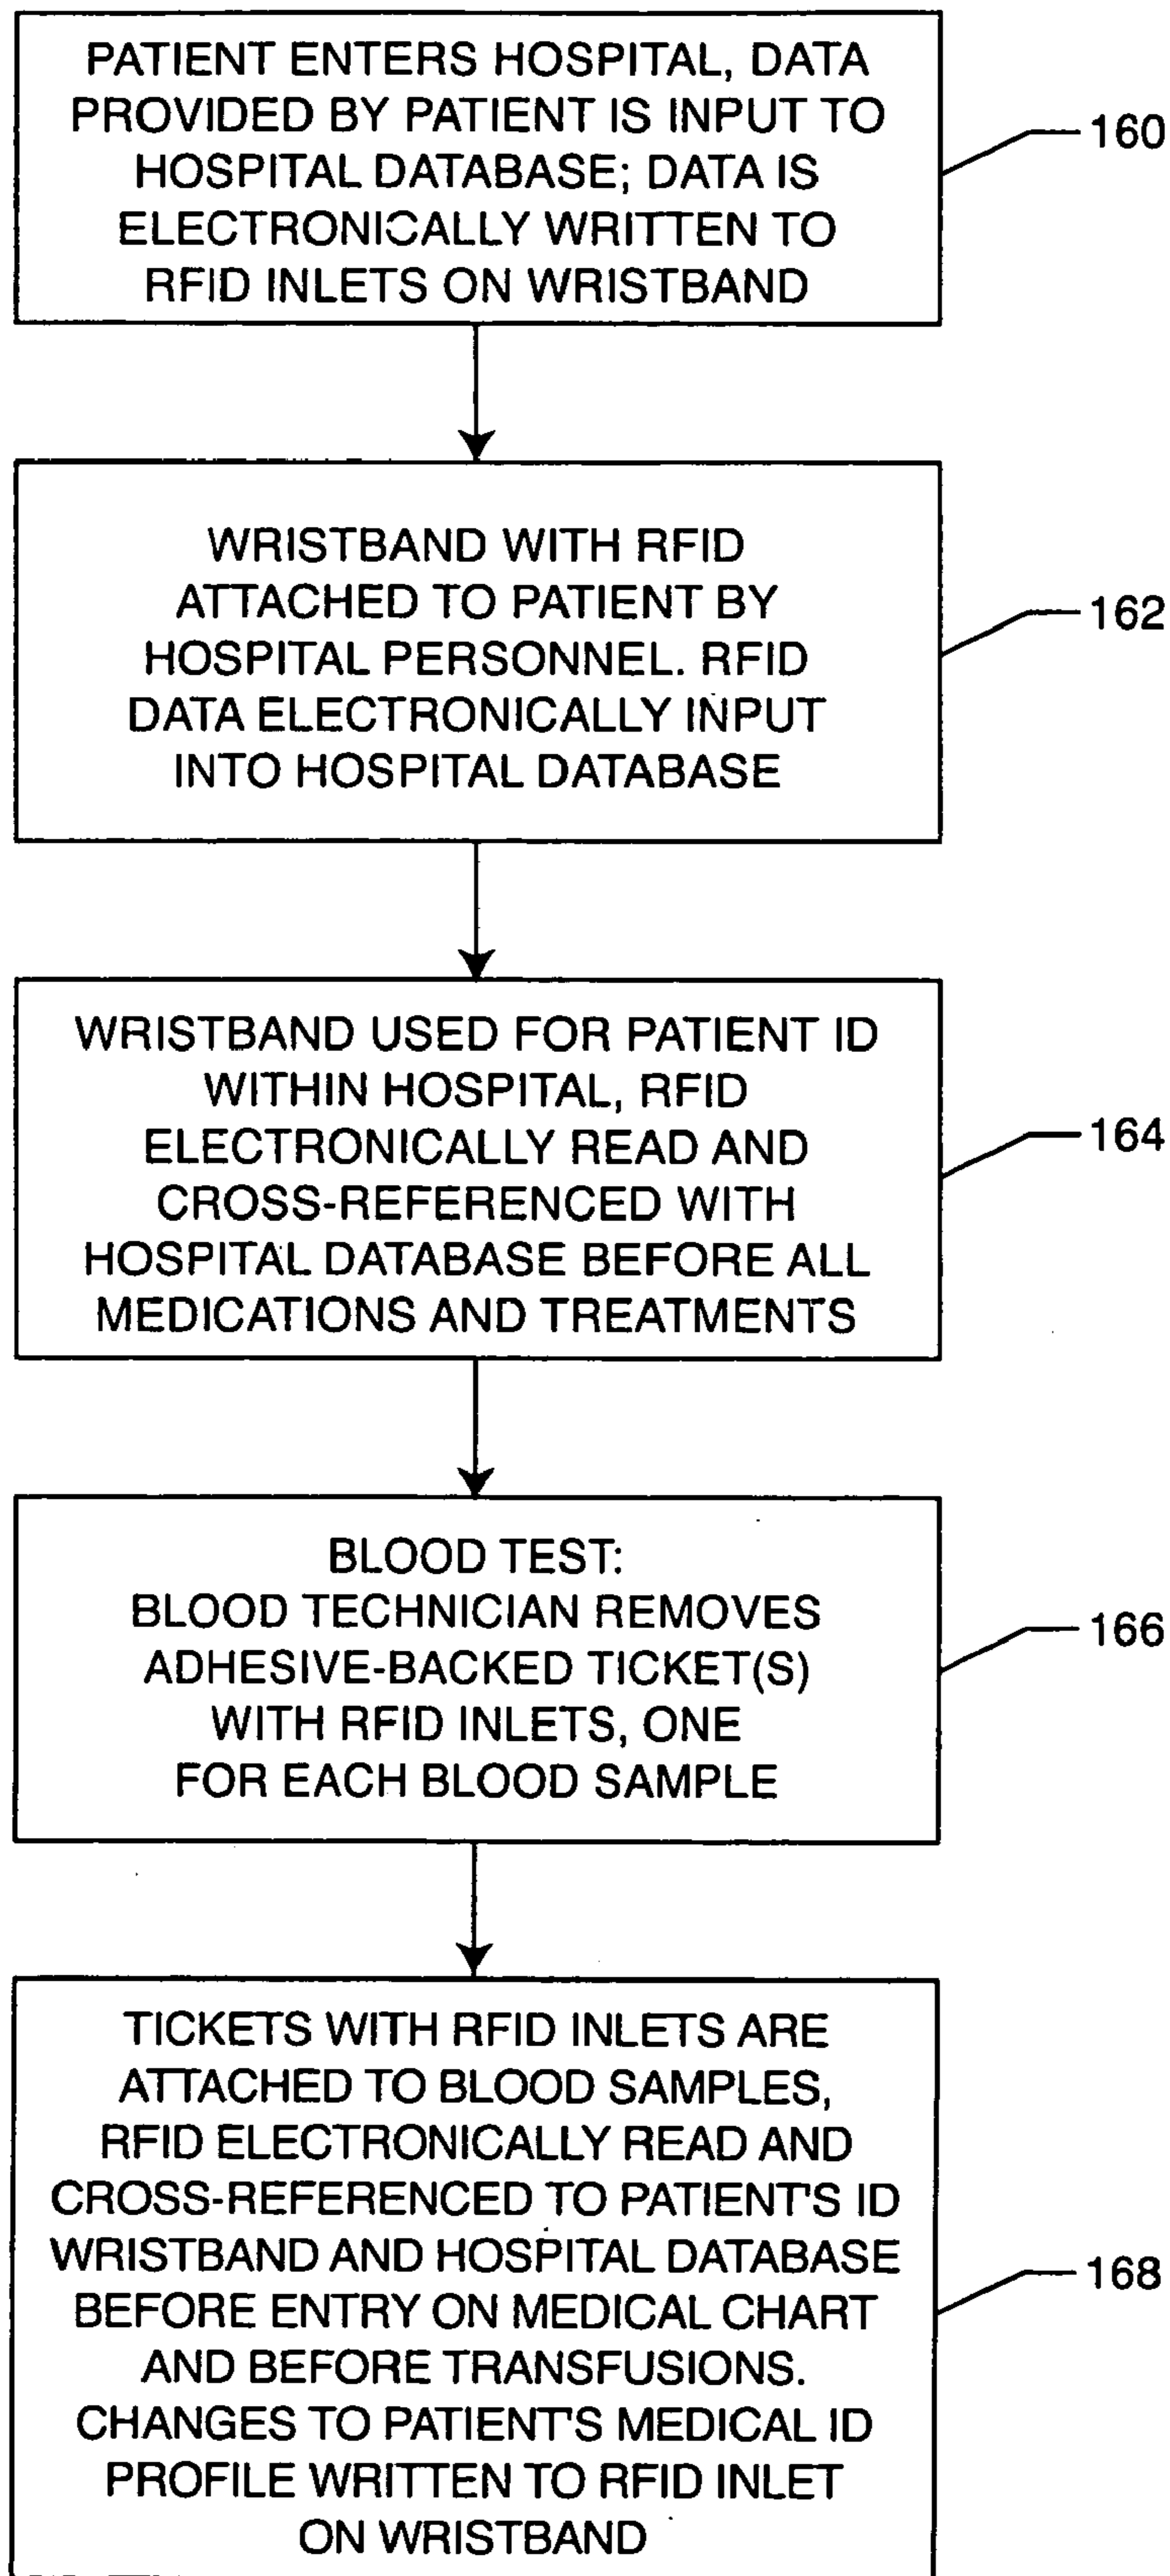 PATIENT ENTERS HOSPITAL, DATA
PROVIDED BY PATIENT IS INPUT TO
HOSPITAL DATABASE; DATA IS
ELECTRONICALLY WRITTEN TO
RFID INLETS ON WRISTBAND
160
WRISTBAND WITH RFID
ATTACHED TO PATIENT BY
HOSPITAL PERSONNEL. RFID
DATA ELECTRONICALLY INPUT
INTO HOSPITAL DATABASE
162
WRISTBAND USED FOR PATIENT ID
WITHIN HOSPITAL, RFID
ELECTRONICALLY READ AND
CROSS-REFERENCED WITH
HOSPITAL DATABASE BEFORE ALL
MEDICATIONS AND TREATMENTS
164
BLOOD TEST:
BLOOD TECHNICIAN REMOVES
ADHESIVE-BACKED TICKET(S)
WITH RFID INLETS, ONE
FOR EACH BLOOD SAMPLE
166
TICKETS WITH RFID INLETS ARE
ATTACHED TO BLOOD SAMPLES,
RFID ELECTRONICALLY READ AND
CROSS-REFERENCED TO PATIENT'S ID
WRISTBAND AND HOSPITAL DATABASE
BEFORE ENTRY ON MEDICAL CHART
AND BEFORE TRANSFUSIONS.
CHANGES TO PATIENT'S MEDICAL ID
PROFILE WRITTEN TO RFID INLET
ON WRISTBAND
168